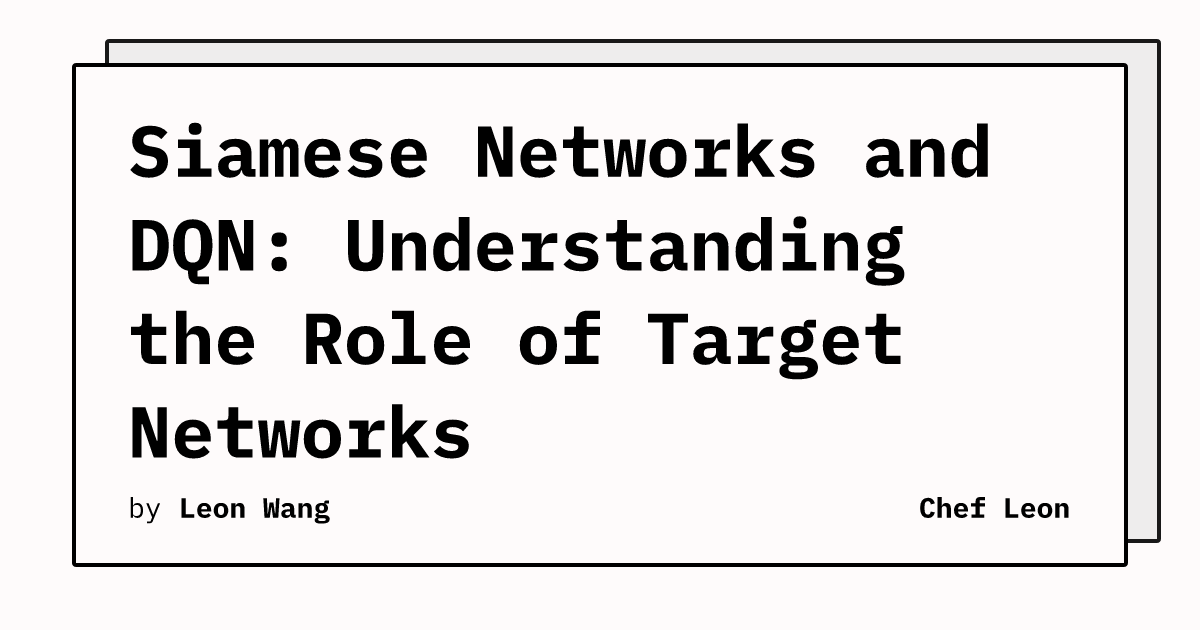 Siamese Networks and
DQN: Understanding
the Role of Target
Networks
by Leon Wang
Chef Leon